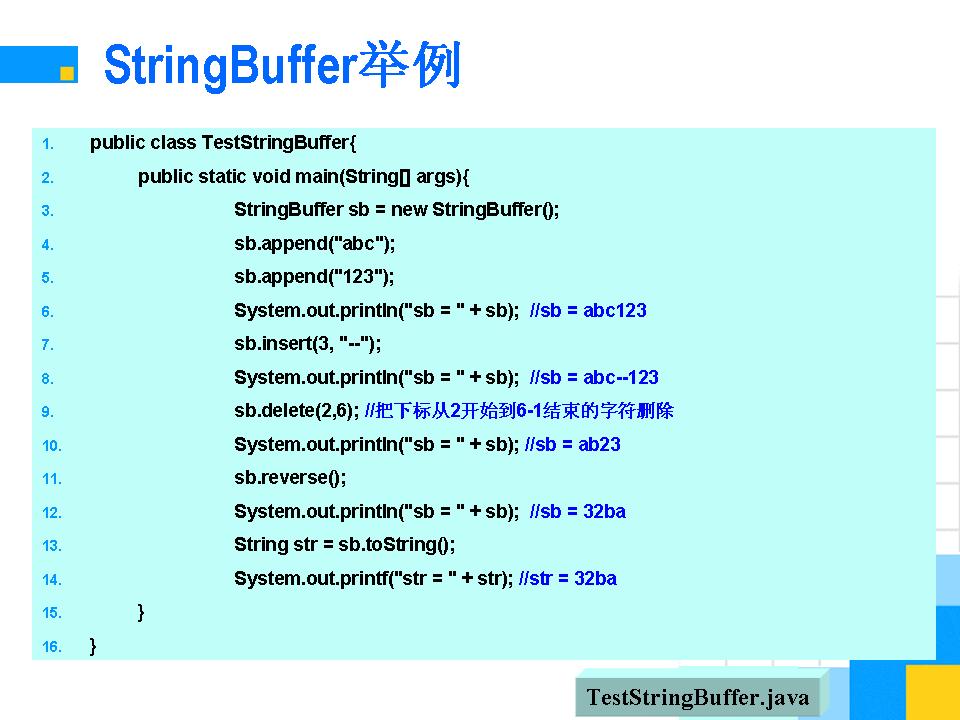 StringBuffer举例
1. public class TestStringBuffer{
2. public static void main(String[] args){
3. StringBuffer sb = new StringBuffer();
4. sb.append("abc");
5. sb.append("123");
6. System.out.println("sb = " + sb);  //sb = abc123
7. sb.insert(3, "--");
8. System.out.println("sb = " + sb);  //sb = abc--123
9. sb.delete(2,6); //把下标从2开始到6-1结束的字符删除
10. System.out.println("sb = " + sb); //sb = ab23
11. sb.reverse();
12. System.out.println("sb = " + sb);  //sb = 32ba
13. String str = sb.toString();
14. System.out.printf("str = " + str); //str = 32ba
15. }
16. }
TestStringBuffer.java